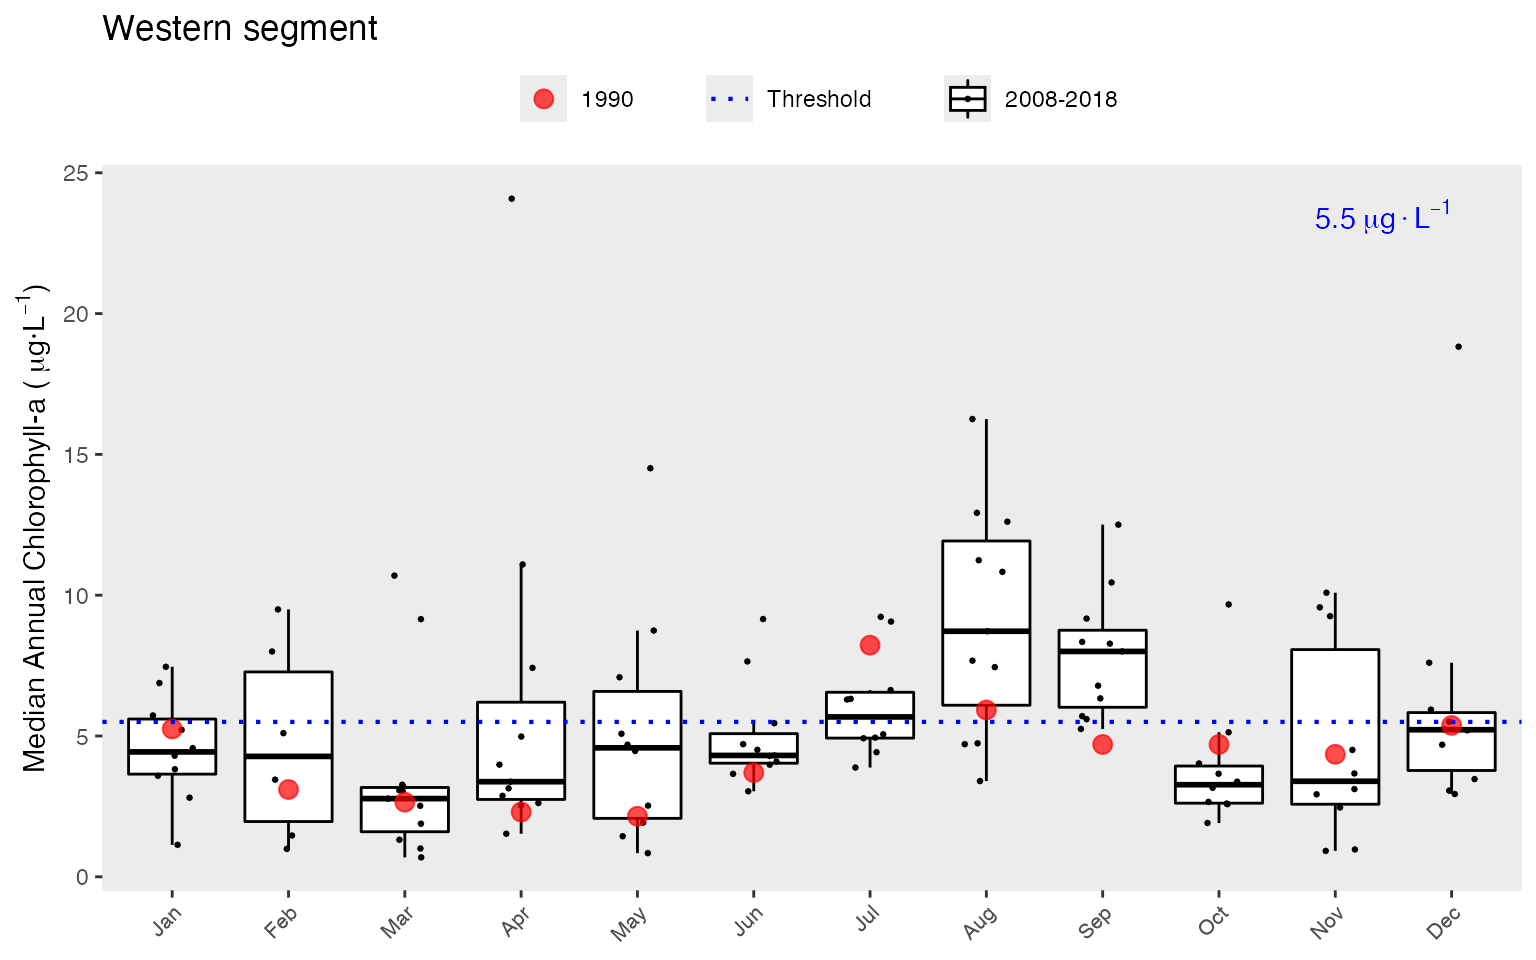 Western segment
1990
Threshold
2008-2018
25
20
15
10
5
0
Median Annual Chlorophyll-a ( μg·L⁻¹)
5.5 μg · L⁻¹
Jan
Feb
Mar
Apr
May
Jun
Jul
Aug
Sep
Oct
Nov
Dec